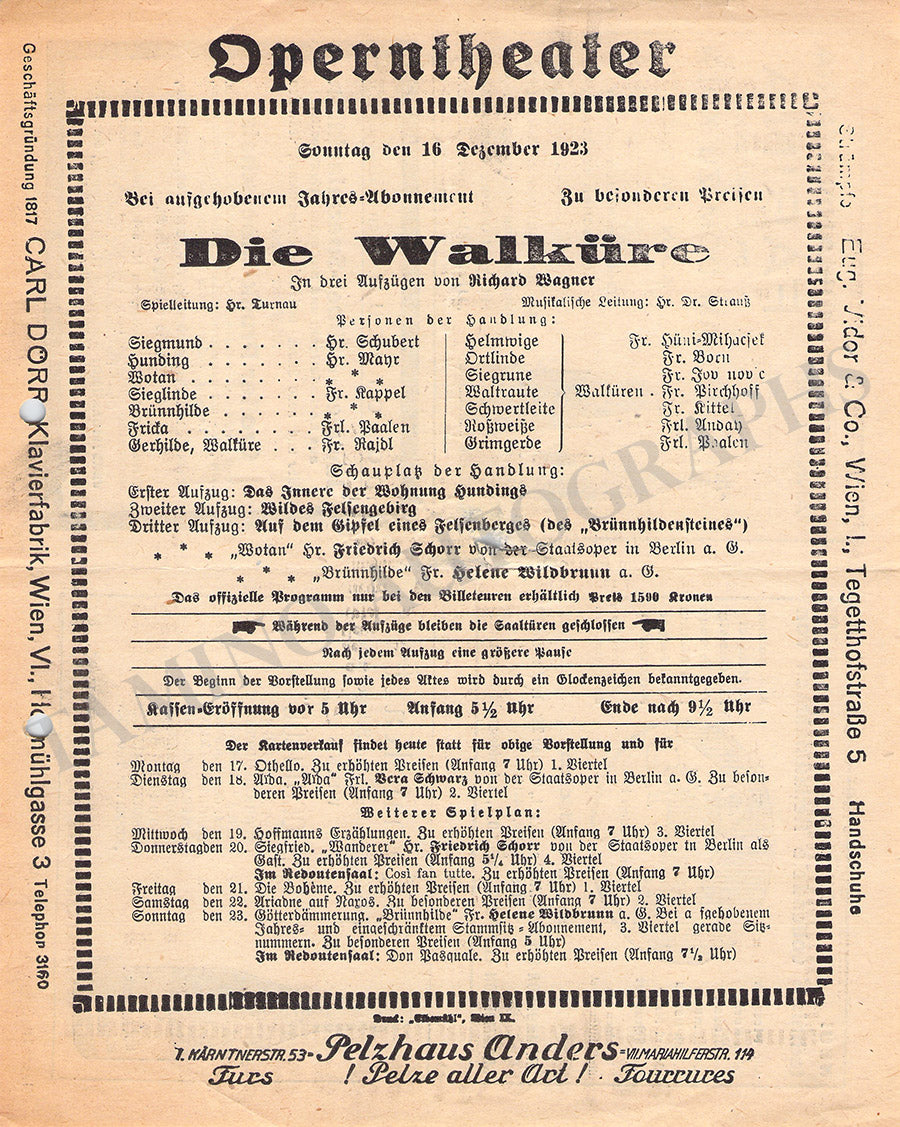 Operntheater
Sonntag den 16 Dezember 1923
Bei aufgehobenem Jahres-Abonnement Zu besonderen Preisen
Die Walküre
In drei Aufzügen von Richard Wagner
Spielleitung: Hr. Turnau Musikalische Leitung: Hr. Dr. Strauß
Personen der Handlung:
Siegmund . . . . . . . . Hr. Schubert
Hunding . . . . . . . . Hr. Mayr
Wotan . . . . . . . . * * *
Sieglinde . . . . . . . . Fr. Kappel
Brünnhilde . . . . . . . * * *
Fricka . . . . . . . . Frl. Paalen
Gerhilde, Walküre . . . Fr. Rajdl
Helmwige
Ortlinde
Siegrune
Waltraute
Schwertleite
Roßweiße
Grimgerde
Walküren .
Fr. Hüni-Mihacsek
Fr. Born
Fr.
Fr. Pirchhoff
Fr. Kittel
Frl. Anday
Frl. Paalen
Schauplatz der Handlung:
Erster Aufzug: Das Innere der Wohnung Hundings
Zweiter Aufzug: Wildes Felsengebirg
Dritter Aufzug: Auf dem Gipfel eines Felsenberges (des „Brünnhildensteines")
* * * „Wotan" Hr. Friedrich Schorr von der Staatsoper in Berlin a. G.
* * * „Brünnhilde" Fr. Helene Wildbrunn a. G.
Das offizielle Programm nur bei den Billeteuren erhältlich Preis 1500 Kronen
Während der Aufzüge bleiben die Saaltüren geschlossen
Nach jedem Aufzug eine größere Pause
Der Beginn der Vorstellung sowie jedes Aktes wird durch ein Glockenzeichen bekanntgegeben.
Kassen-Eröffnung vor 5 Uhr Anfang 5½ Uhr Ende nach 9½ Uhr
Der Kartenverkauf findet heute statt für obige Vorstellung und für
Montag den 17. Othello. Zu erhöhten Preisen (Anfang 7 Uhr) 1. Viertel
Dienstag den 18. Aïda. „Aïda" Frl. Vera Schwarz von der Staatsoper in Berlin a. G. Zu beson-
deren Preisen (Anfang 7 Uhr) 2. Viertel
Weiterer Spielplan:
Mittwoch den 19. Hoffmanns Erzählungen. Zu erhöhten Preisen (Anfang 7 Uhr) 3. Viertel
Donnerstag den 20. Siegfried. „Wanderer" Hr. Friedrich Schorr von der Staatsoper in Berlin als
Gast. Zu erhöhten Preisen (Anfang 5¼ Uhr) 4. Viertel
Im Redoutensaal: Così fan tutte. Zu erhöhten Preisen (Anfang 7 Uhr)
Freitag den 21. Die Bohème. Zu erhöhten Preisen (Anfang 7 Uhr) 1. Viertel
Samstag den 22. Ariadne auf Naxos. Zu besonderen Preisen (Anfang 7 Uhr) 2. Viertel
Sonntag den 23. Götterdämmerung. „Brünnhilde" Fr. Helene Wildbrunn a. G. Bei a fgehobenem
Jahres- und eingeschränktem Stammsitz-Abonnement, 3. Viertel gerade Sitz-
nummern. Zu besonderen Preisen (Anfang 5 Uhr)
Im Redoutensaal: Don Pasquale. Zu erhöhten Preisen (Anfang 7½ Uhr)
Druck: „Elbemühl", Wien IX.
I. KÄRNTNERSTR. 53 - Pelzhaus Anders - VII. MARIAHILFERSTR. 114
Furs ! Pelze aller Art ! Fourrures
Geschäftsgründung 1817 CARL DÖRR Klavierfabrik, Wien, VI., mühlgasse 3 Telephon 3160
Strümpfe Eug. Vidor & Co., Wien, I., Tegetthofstraße 5 Handschuhe
TAMINO AUTOGRAPHS